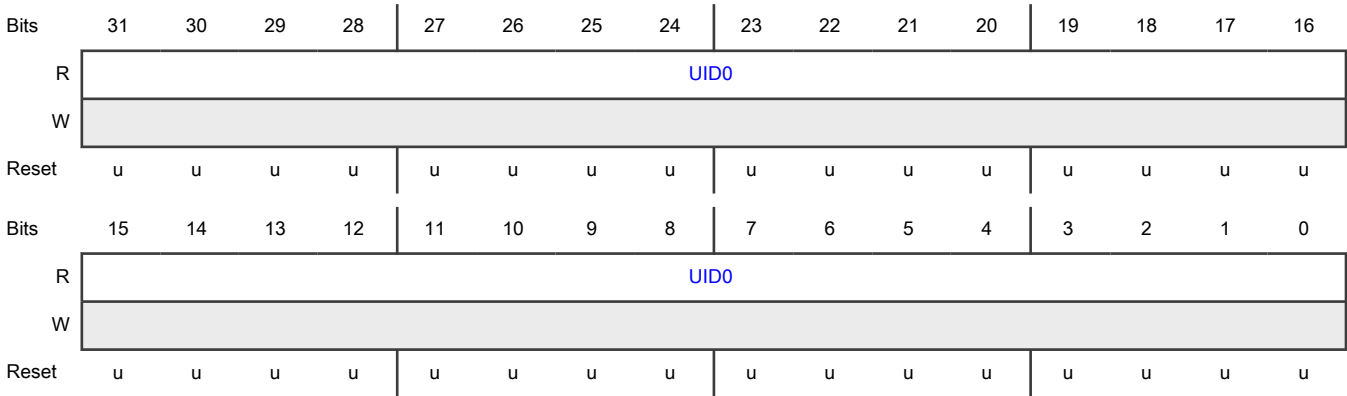 Bits 31 30 29 28 27 26 25 24 23 22 21 20 19 18 17 16
R UID0
W
Reset u u u u u u u u u u u u u u u u
Bits 15 14 13 12 11 10 9 8 7 6 5 4 3 2 1 0
R UID0
W
Reset u u u u u u u u u u u u u u u u